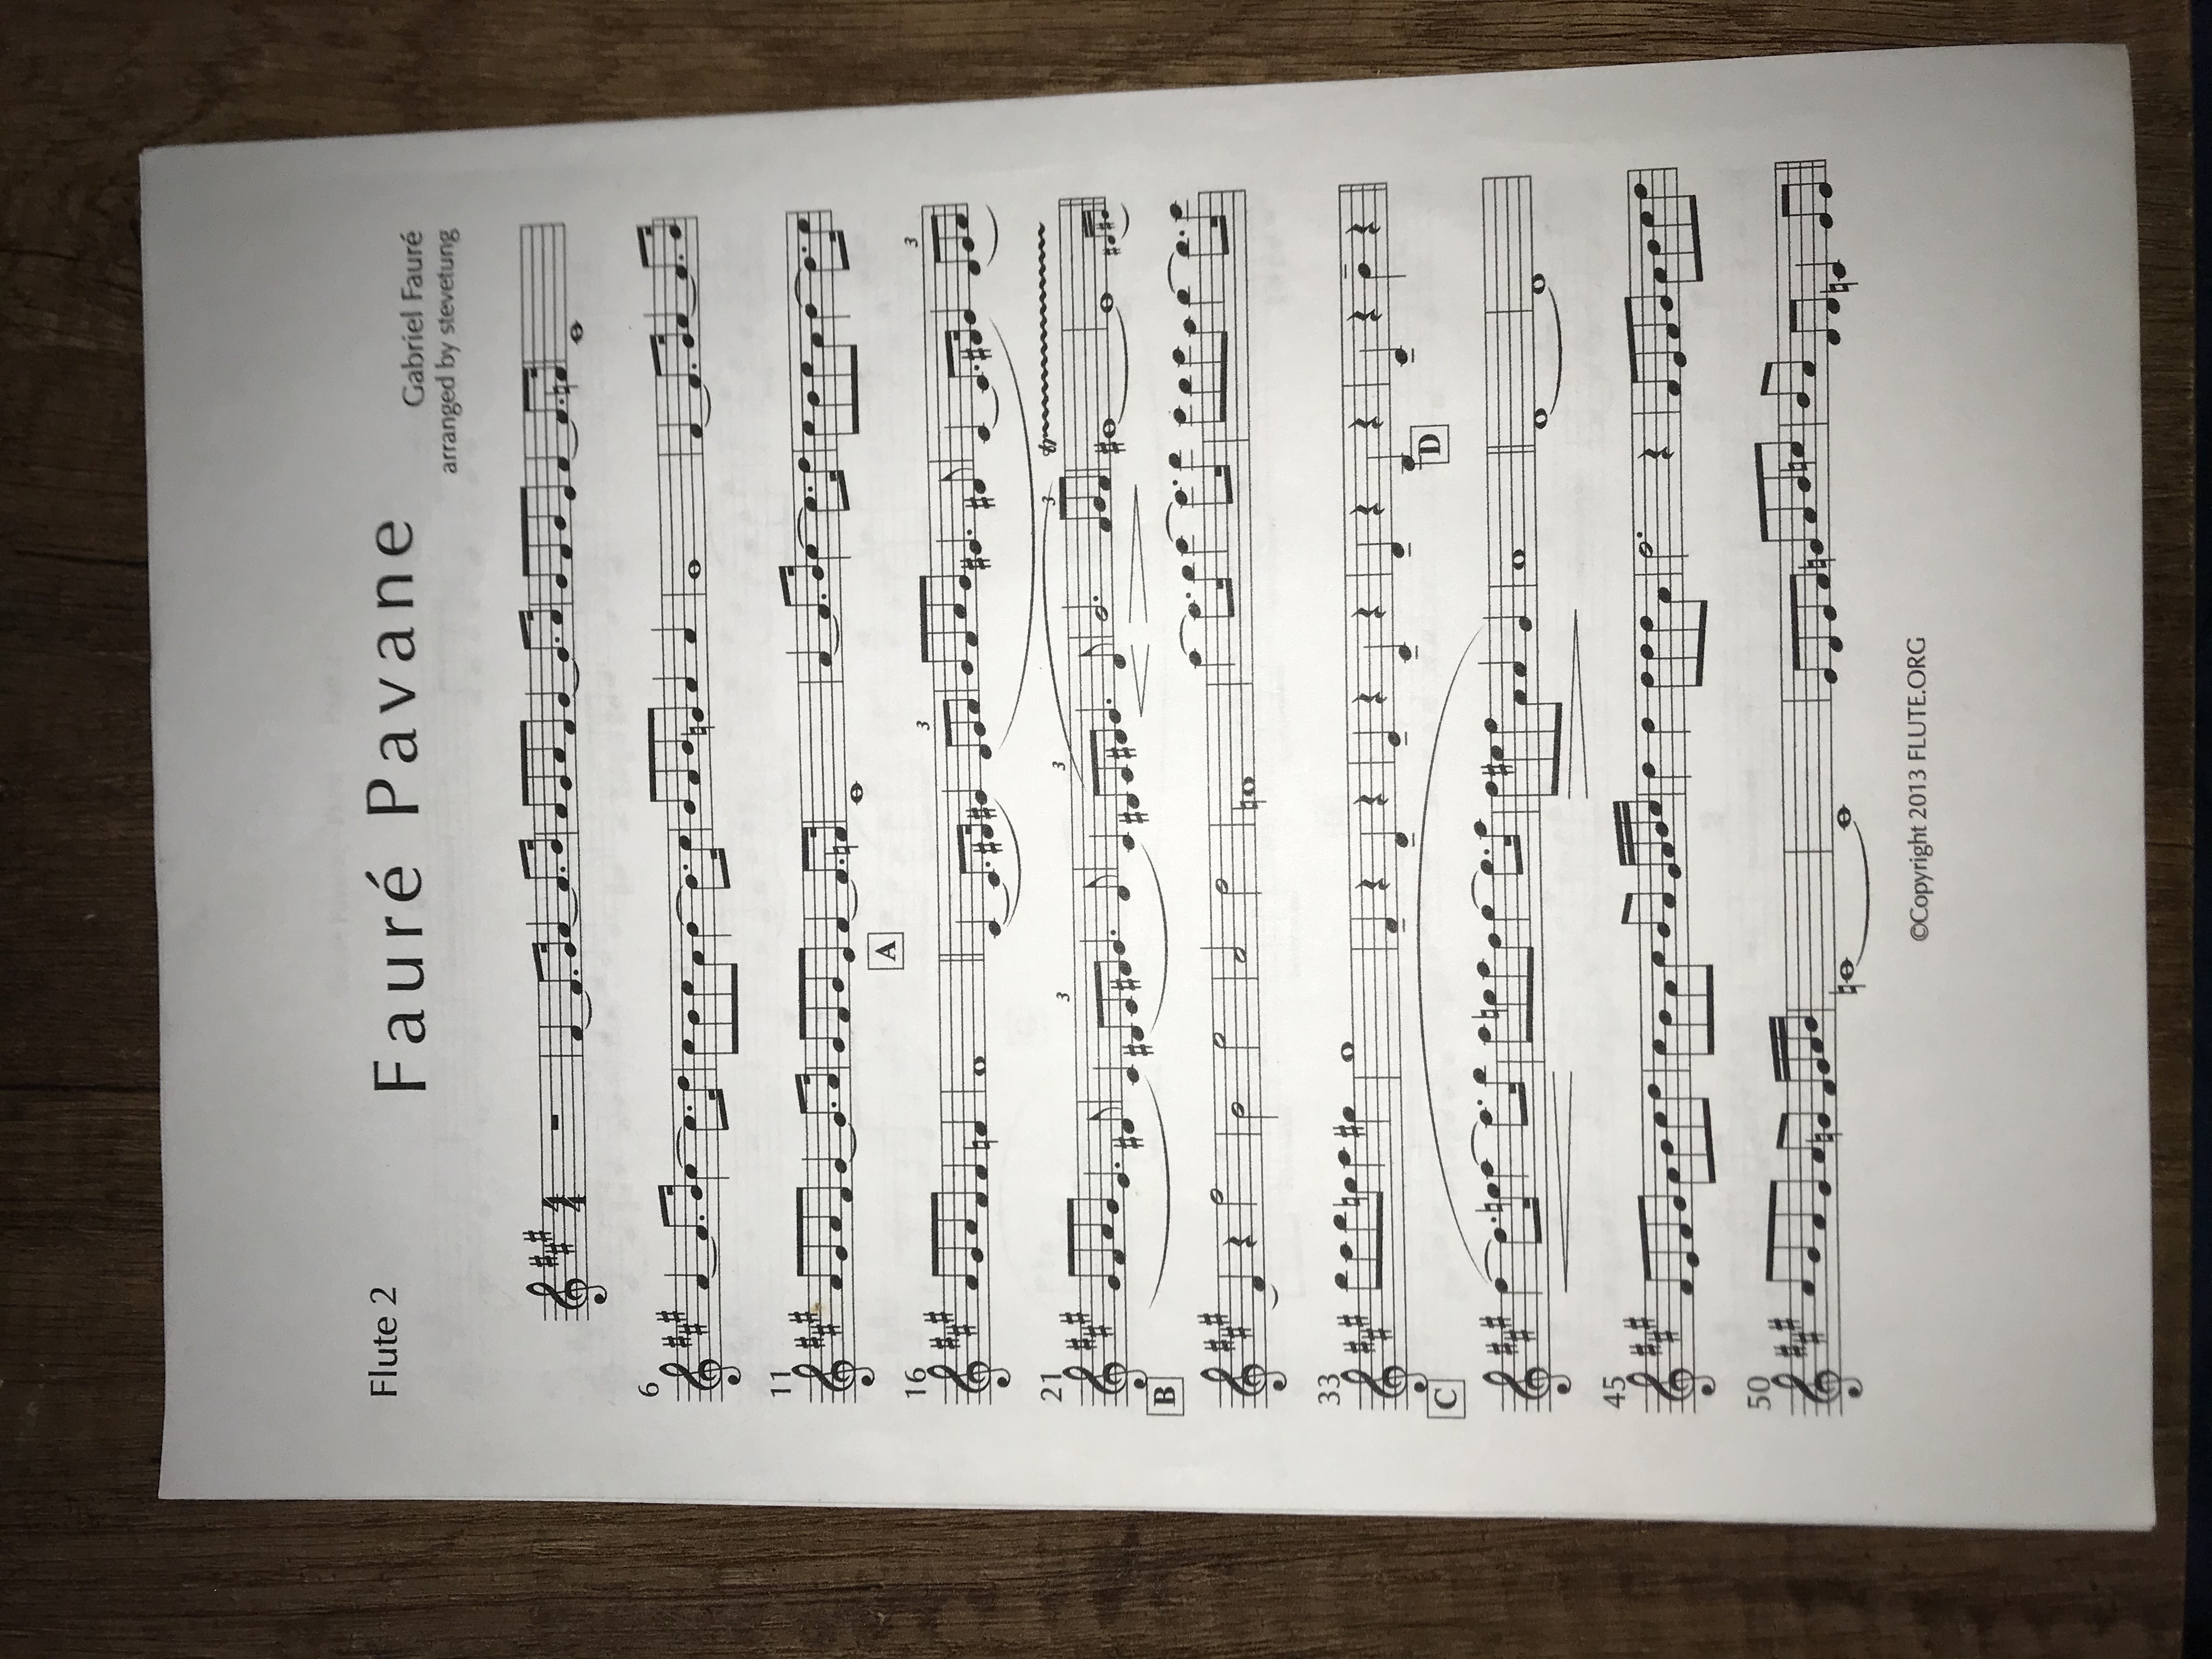 Flute 2
Fauré Pavane
Gabriel Fauré
arranged by stevetung
4
4
6
11
A
16
3
3
21
3
3
3
tr
B
33
C
D
45
50
©Copyright 2013 FLUTE.ORG